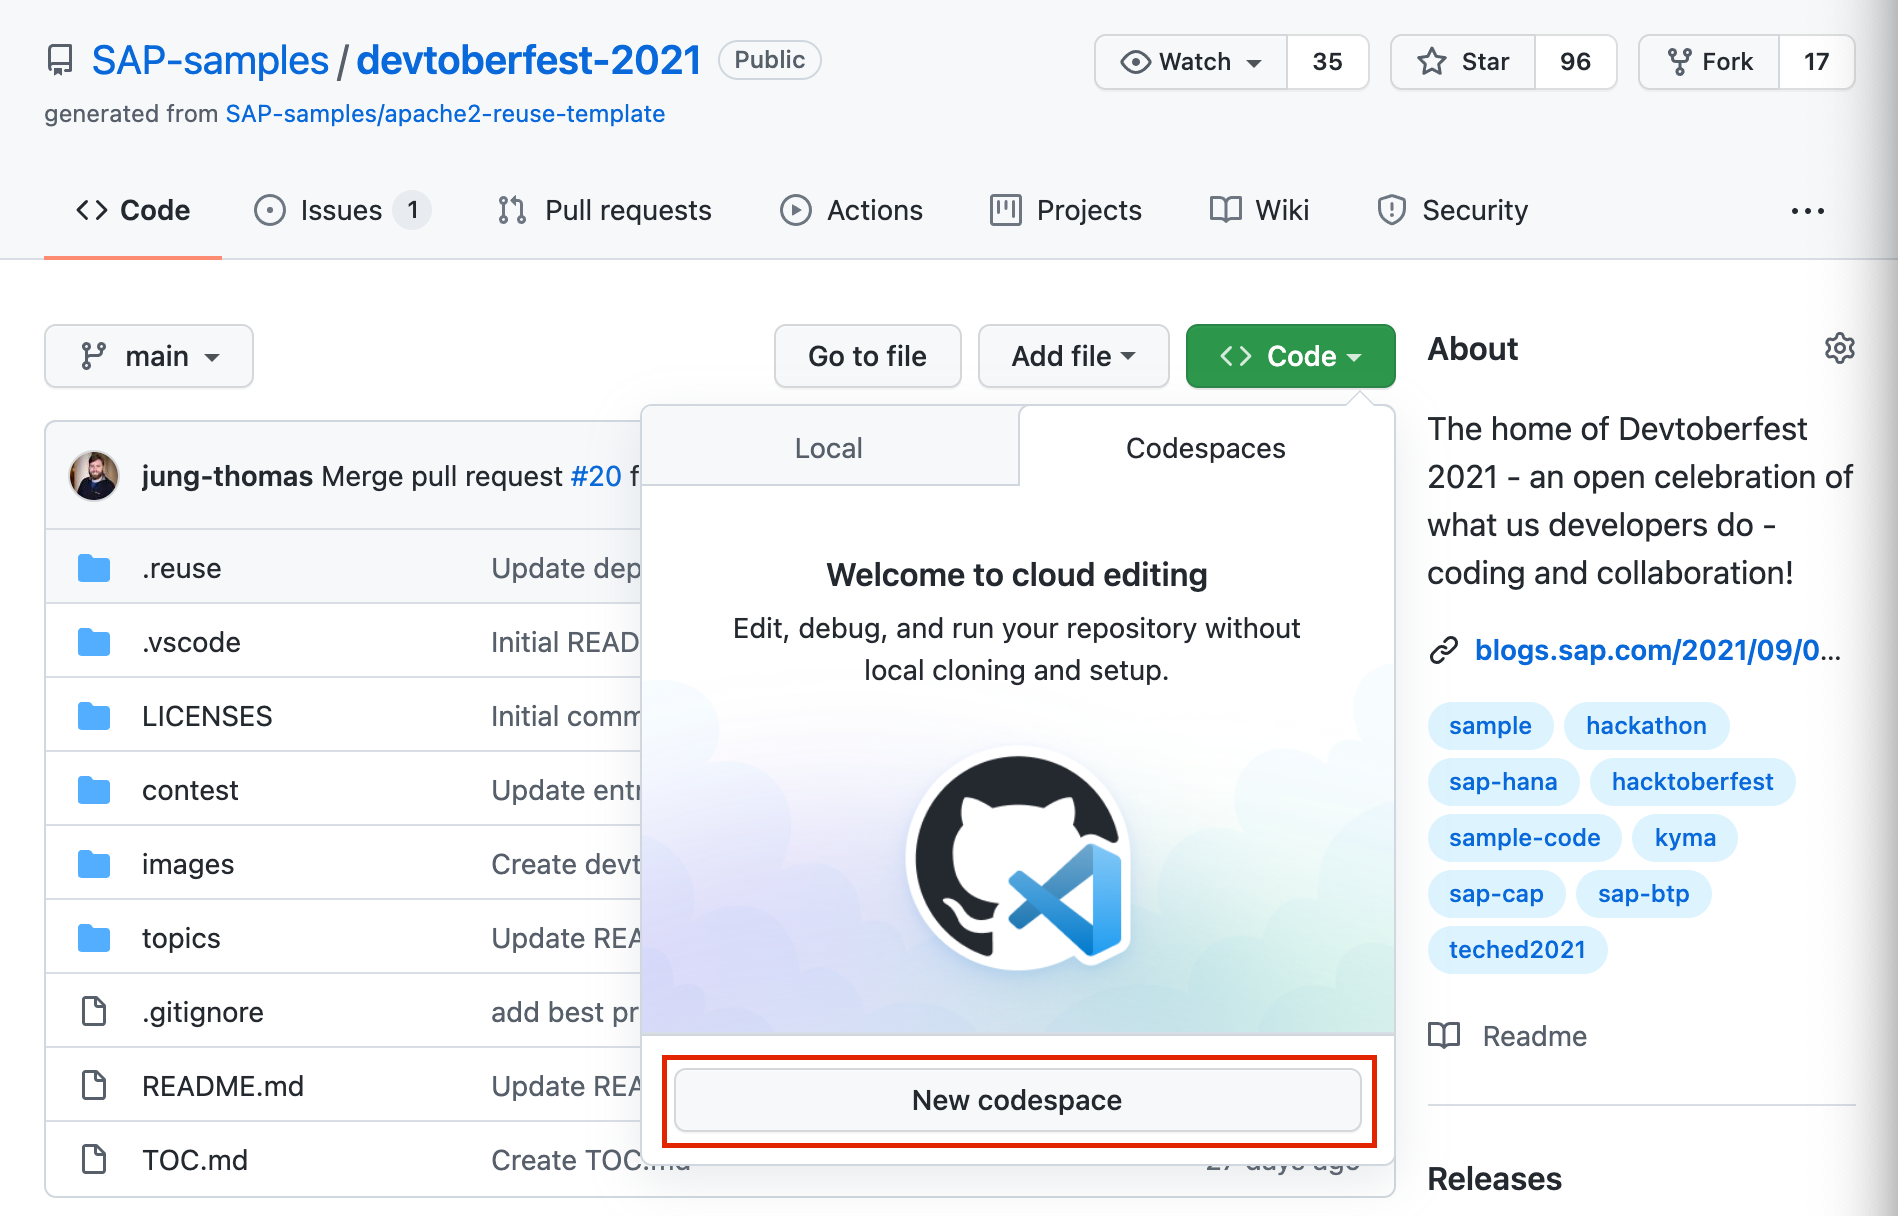 SAP-samples / devtoberfest-2021 Public
Watch 35 Star 96 Fork 17
generated from SAP-samples/apache2-reuse-template
Code Issues 1 Pull requests Actions Projects Wiki Security
main Go to file Add file Code
jung-thomas Merge pull request #20 f
.reuse Update dep
.vscode Initial READ
LICENSES Initial comm
contest Update entr
images Create devt
topics Update REA
.gitignore add best pr
README.md Update REA
TOC.md Create TOC.md 27 days ago
Local Codespaces
Welcome to cloud editing
Edit, debug, and run your repository without
local cloning and setup.
New codespace
About
The home of Devtoberfest
2021 - an open celebration of
what us developers do -
coding and collaboration!
blogs.sap.com/2021/09/0...
sample hackathon
sap-hana hacktoberfest
sample-code kyma
sap-cap sap-btp
teched2021
Readme
Releases